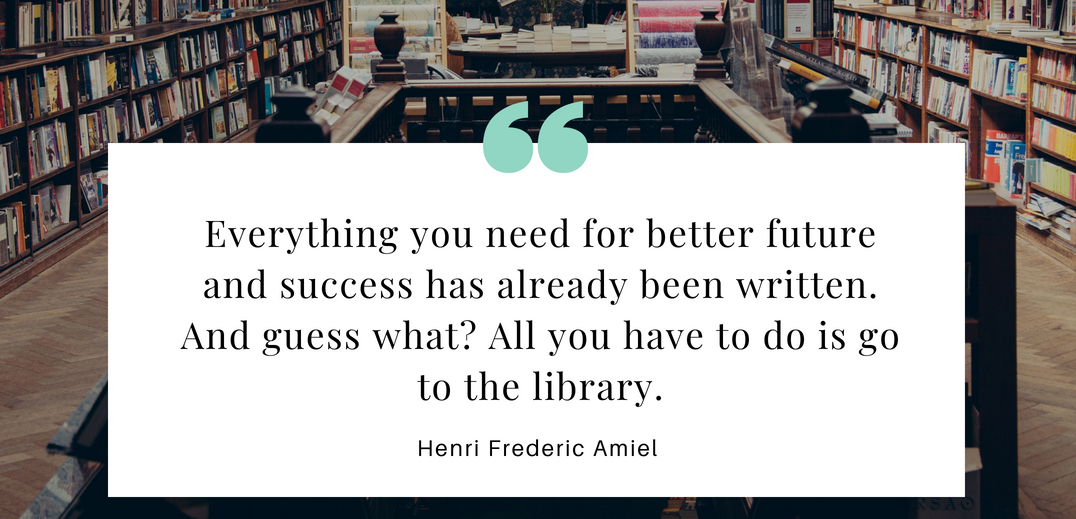 Everything you need for better future
and success has already been written.
And guess what? All you have to do is go
to the library.
Henri Frederic Amiel